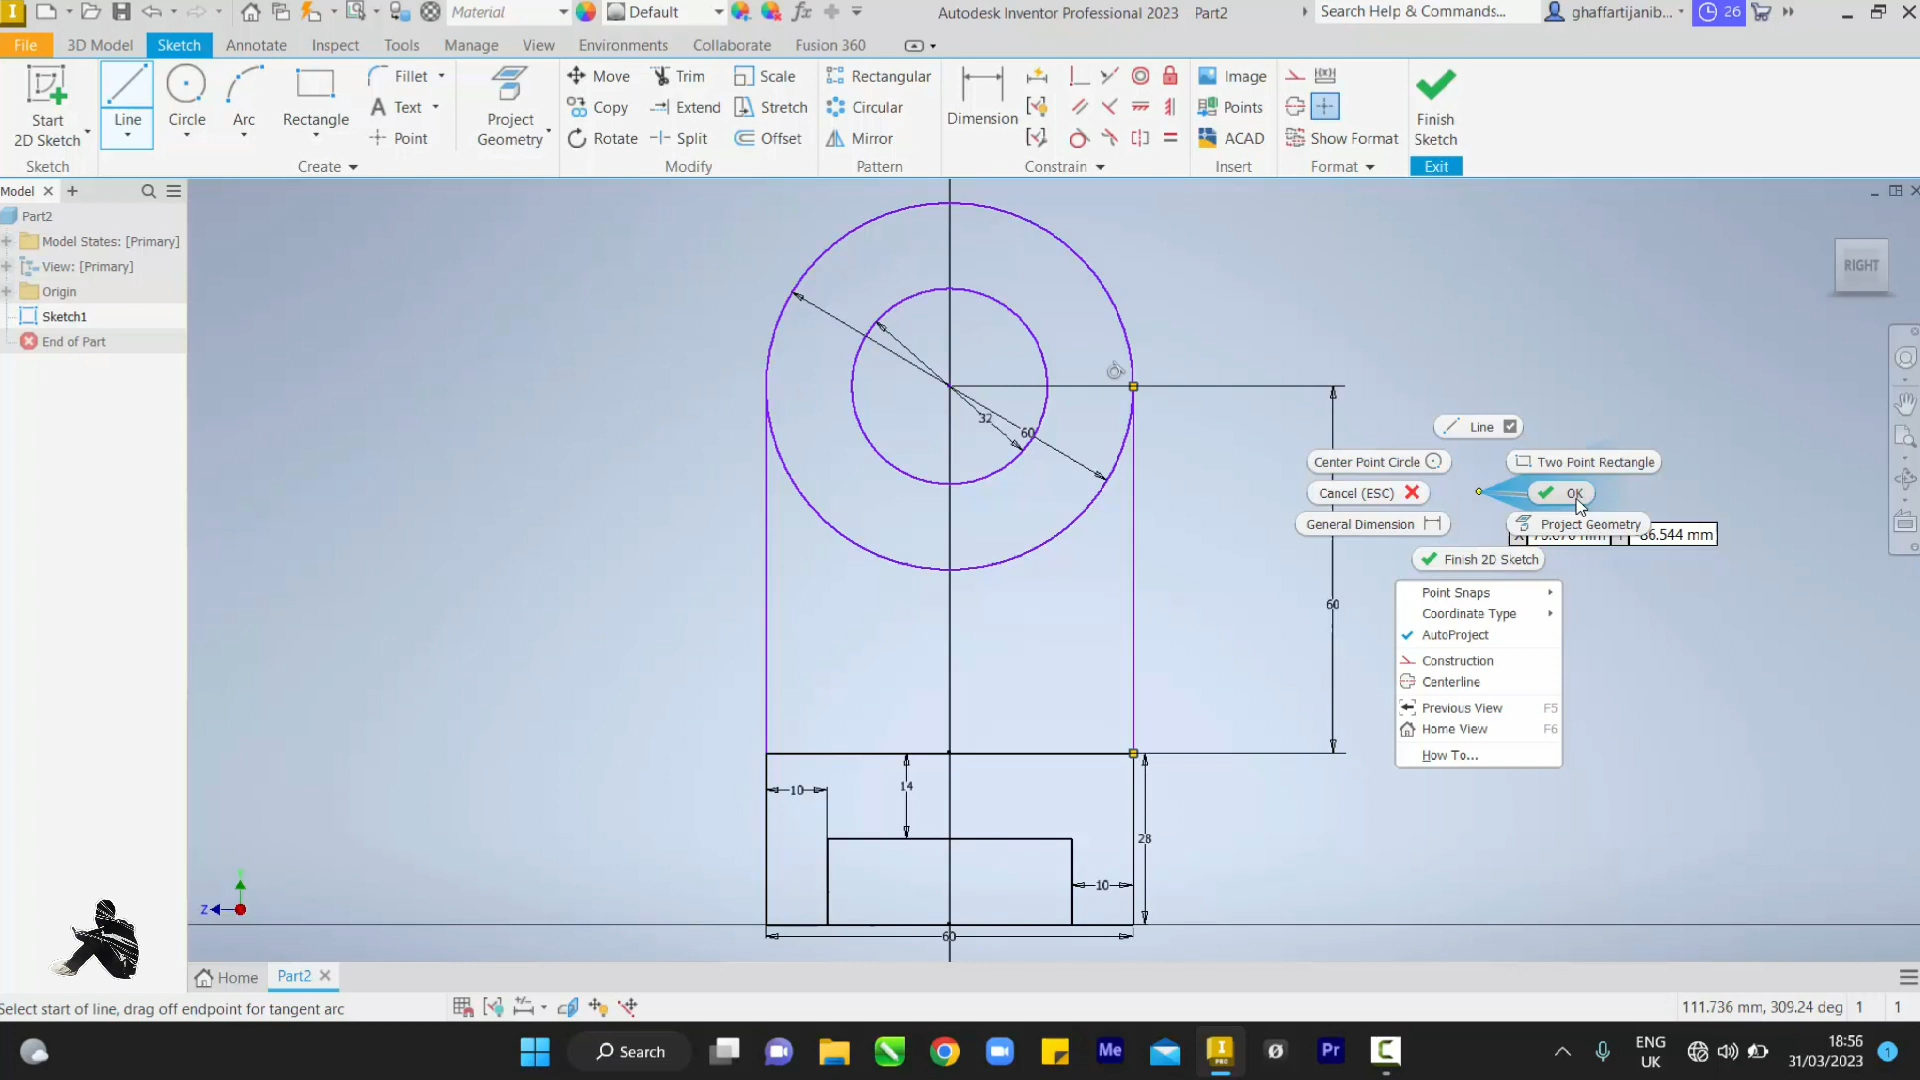 Material
Default
Autodesk Inventor Professional 2023 Part2
Search Help & Commands...
ghaffartijanib...
26
File
3D Model
Sketch
Annotate
Inspect
Tools
Manage
View
Environments
Collaborate
Fusion 360
Start
2D Sketch
Line
Circle
Arc
Rectangle
Fillet
Text
Point
Project
Geometry
Move
Copy
Rotate
Trim
Extend
Split
Scale
Stretch
Offset
Rectangular
Circular
Mirror
Dimension
Image
Points
ACAD
Show Format
Finish
Sketch
Sketch
Create
Modify
Pattern
Constrain
Insert
Format
Exit
Model
Part2
Model States: [Primary]
View: [Primary]
Origin
Sketch1
End of Part
RIGHT
32
60
60
14
10
28
10
60
Z
Line
Center Point Circle
Two Point Rectangle
Cancel (ESC)
OK
General Dimension
Project Geometry
86.544 mm
Finish 2D Sketch
Point Snaps
Coordinate Type
AutoProject
Construction
Centerline
Previous View F5
Home View F6
How To...
Home
Part2
Select start of line, drag off endpoint for tangent arc
111.736 mm, 309.24 deg 1 1
Search
Me
PRO
Pr
C
ENG
UK
18:56
31/03/2023
1